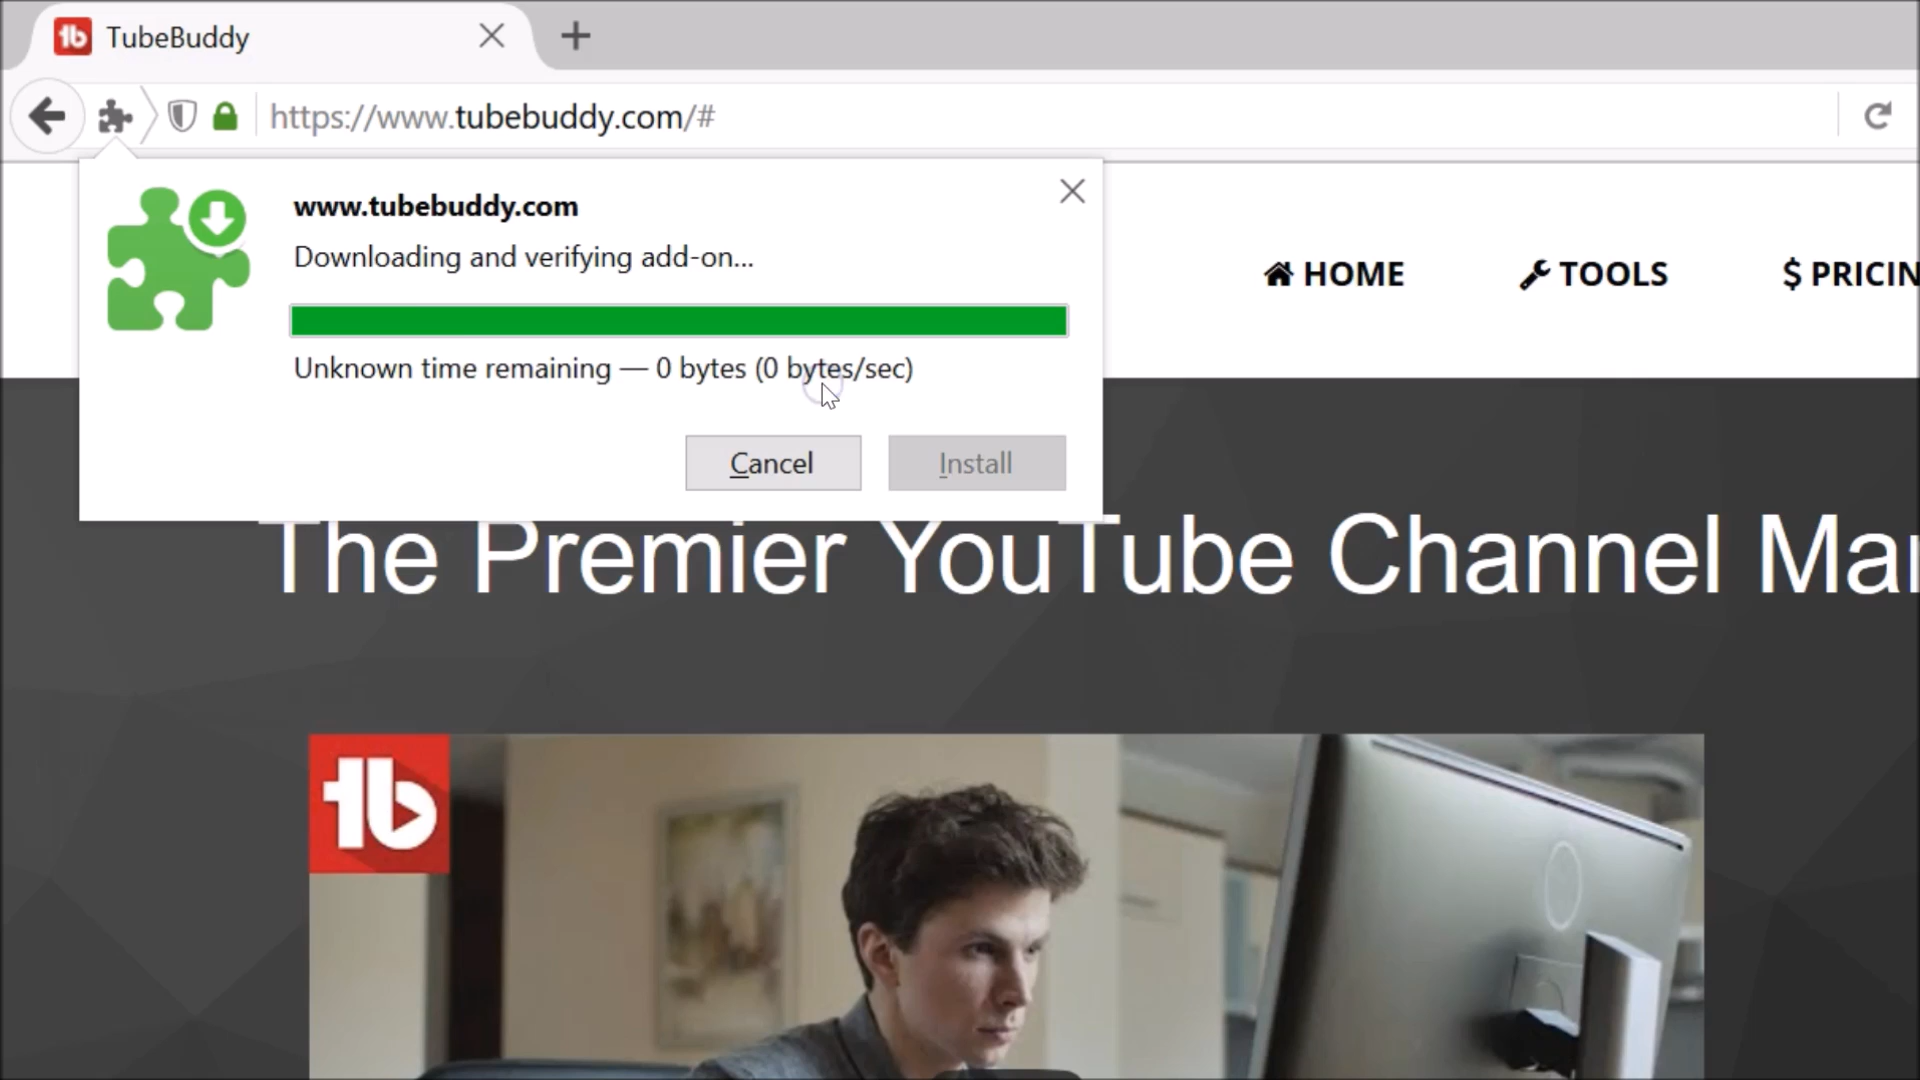 TubeBuddy
https://www.tubebuddy.com/#
www.tubebuddy.com
Downloading and verifying add-on...
Unknown time remaining — 0 bytes (0 bytes/sec)
Cancel
Install
HOME
TOOLS
$ PRICIN
The Premier YouTube Channel Ma
tb